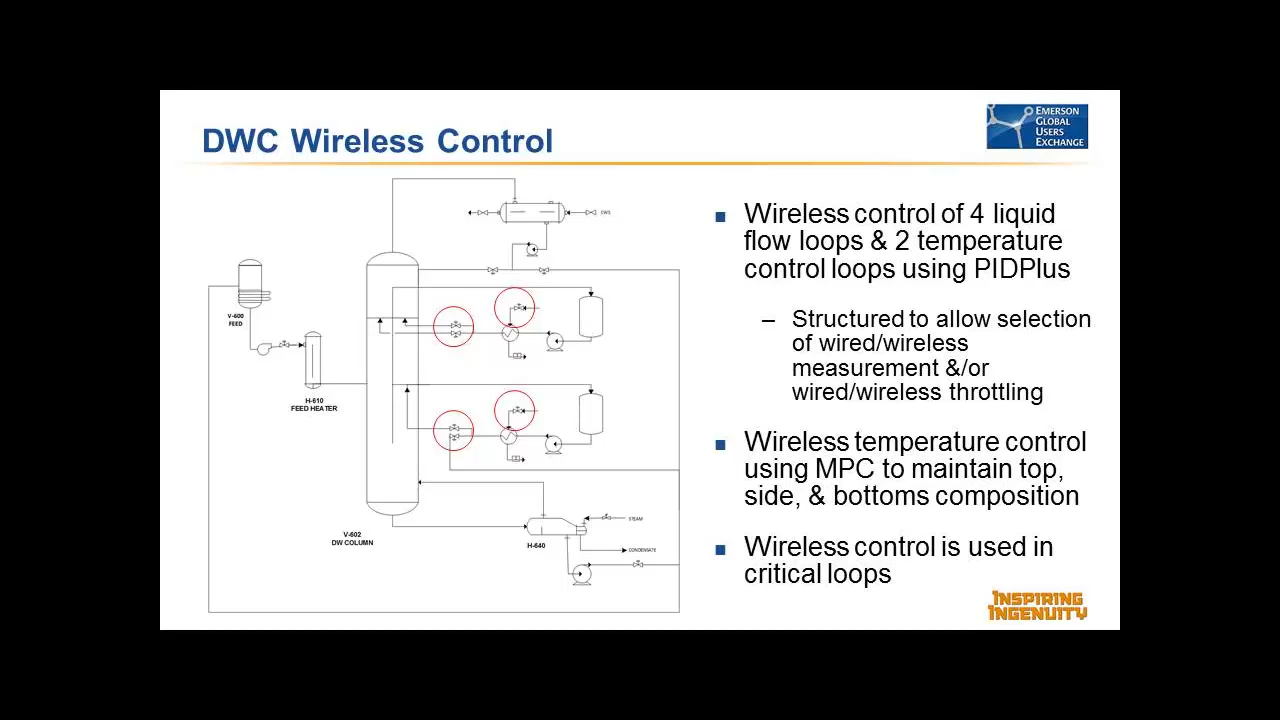 DWC Wireless Control
EMERSON
GLOBAL
USERS
EXCHANGE
CWS
V-600
FEED
H-610
FEED HEATER
V-602
DW COLUMN
H-640
STEAM
CONDENSATE
Wireless control of 4 liquid
flow loops & 2 temperature
control loops using PIDPlus
– Structured to allow selection
of wired/wireless
measurement &/or
wired/wireless throttling
Wireless temperature control
using MPC to maintain top,
side, & bottoms composition
Wireless control is used in
critical loops
INSPIRING
INGENUITY